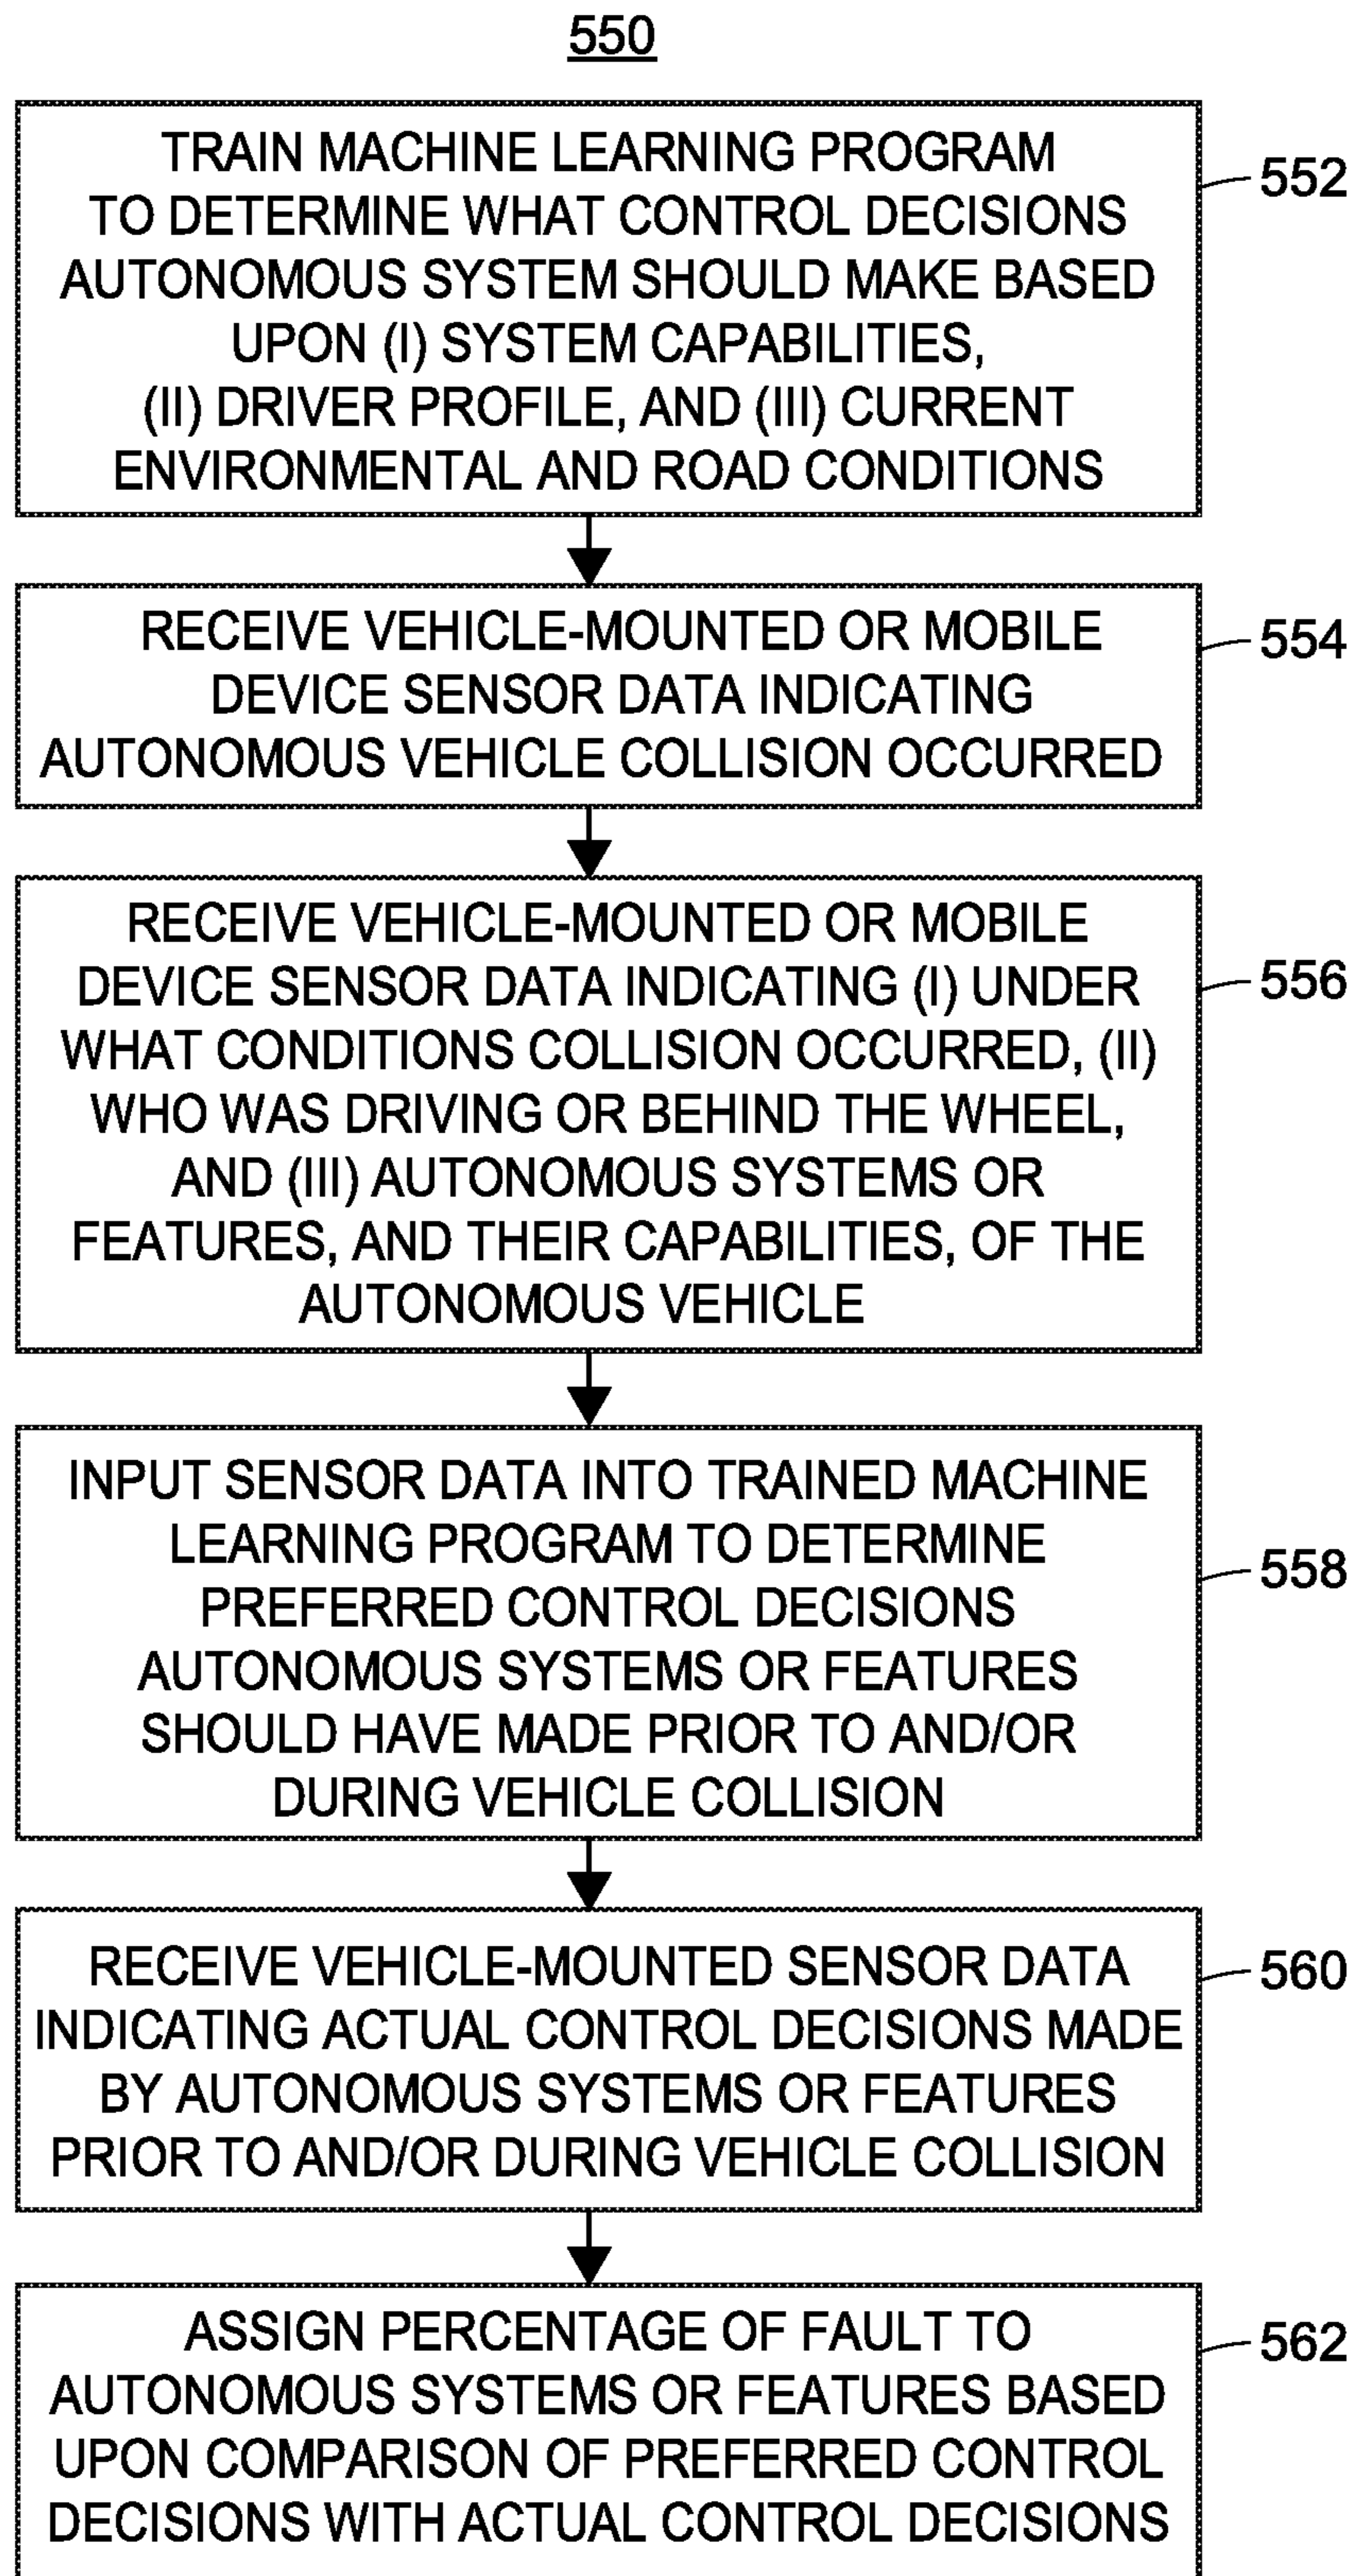 550
TRAIN MACHINE LEARNING PROGRAM
TO DETERMINE WHAT CONTROL DECISIONS
AUTONOMOUS SYSTEM SHOULD MAKE BASED
UPON (I) SYSTEM CAPABILITIES,
(II) DRIVER PROFILE, AND (III) CURRENT
ENVIRONMENTAL AND ROAD CONDITIONS
552
RECEIVE VEHICLE-MOUNTED OR MOBILE
DEVICE SENSOR DATA INDICATING
AUTONOMOUS VEHICLE COLLISION OCCURRED
554
RECEIVE VEHICLE-MOUNTED OR MOBILE
DEVICE SENSOR DATA INDICATING (I) UNDER
WHAT CONDITIONS COLLISION OCCURRED, (II)
WHO WAS DRIVING OR BEHIND THE WHEEL,
AND (III) AUTONOMOUS SYSTEMS OR
FEATURES, AND THEIR CAPABILITIES, OF THE
AUTONOMOUS VEHICLE
556
INPUT SENSOR DATA INTO TRAINED MACHINE
LEARNING PROGRAM TO DETERMINE
PREFERRED CONTROL DECISIONS
AUTONOMOUS SYSTEMS OR FEATURES
SHOULD HAVE MADE PRIOR TO AND/OR
DURING VEHICLE COLLISION
558
RECEIVE VEHICLE-MOUNTED SENSOR DATA
INDICATING ACTUAL CONTROL DECISIONS MADE
BY AUTONOMOUS SYSTEMS OR FEATURES
PRIOR TO AND/OR DURING VEHICLE COLLISION
560
ASSIGN PERCENTAGE OF FAULT TO
AUTONOMOUS SYSTEMS OR FEATURES BASED
UPON COMPARISON OF PREFERRED CONTROL
DECISIONS WITH ACTUAL CONTROL DECISIONS
562